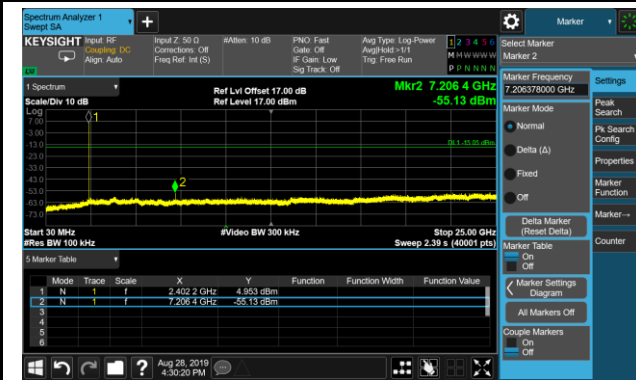 Spectrum Analyzer 1
Swept SA
Marker
KEYSIGHT
Input: RF
Coupling: DC
Align: Auto
Input Z: 50 Ω
Corrections: Off
Freq Ref: Int (S)
#Atten: 10 dB
PNO: Fast
Gate: Off
IF Gain: Low
Sig Track: Off
Avg Type: Log-Power
Avg|Hold:>1/1
Trig: Free Run
1 2 3 4 5 6
M W W W W W
P P N N N N
LV
Select Marker
Marker 2
1 Spectrum
Scale/Div 10 dB
Ref Lvl Offset 17.00 dB
Ref Level 17.00 dBm
Mkr2 7.206 4 GHz
-55.13 dBm
Log
7.00
-3.00
-13.0
-23.0
-33.0
-43.0
-53.0
-63.0
-73.0
1
2
Start 30 MHz
#Res BW 100 kHz
#Video BW 300 kHz
Stop 25.00 GHz
Sweep 2.39 s (40001 pts)
5 Marker Table
Mode Trace Scale X Y Function Function Width Function Value
1 N 1 f 2.402 2 GHz 4.953 dBm
2 N 1 f 7.206 4 GHz -55.13 dBm
3
4
5
6
Marker Frequency
7.206378000 GHz
Marker Mode
Normal
Delta (Δ)
Fixed
Off
Delta Marker
(Reset Delta)
Marker Table
On
Off
Marker Settings
Diagram
All Markers Off
Couple Markers
On
Off
Settings
Peak
Search
Pk Search
Config
Properties
Marker
Function
Marker→
Counter
?
Aug 28, 2019
4:30:20 PM